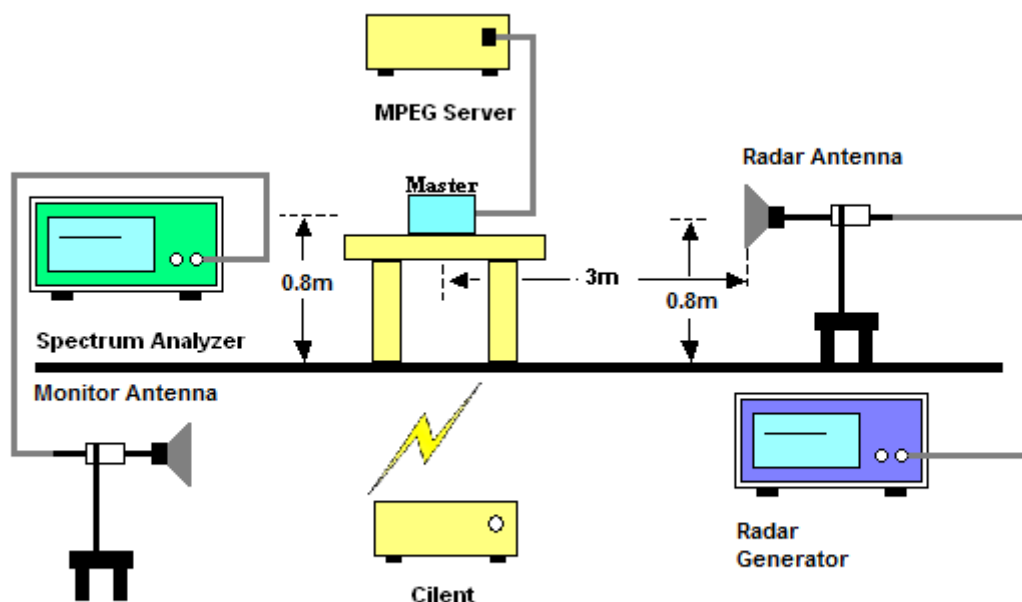 MPEG Server
Radar Antenna
Master
0.8m
3m
0.8m
Spectrum Analyzer
Monitor Antenna
Radar
Generator
Cilent